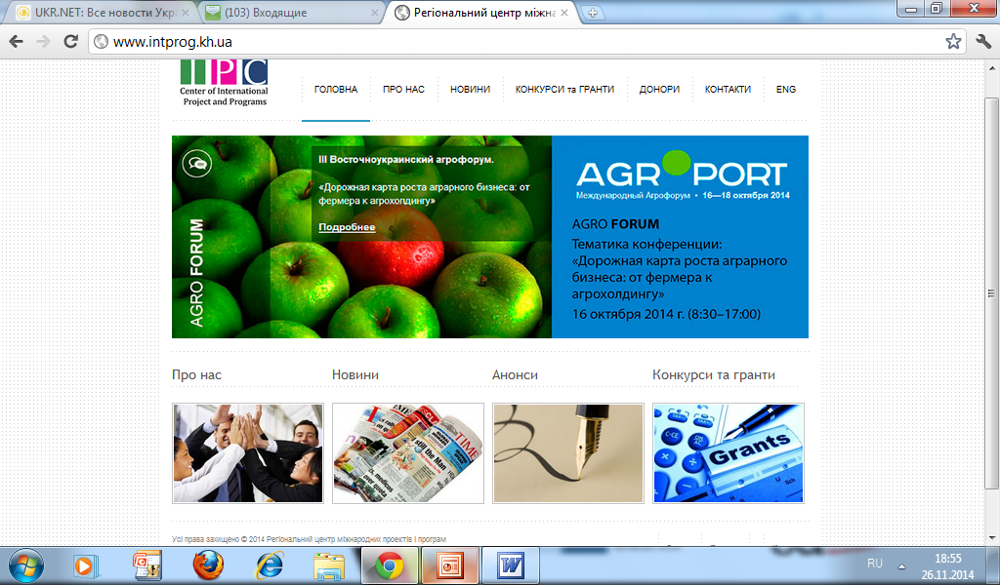 UKR.NET: Все новости Укра
(103) Входящие
Регіональний центр міжна
www.intprog.kh.ua
IPC
Center of International
Project and Programs
ГОЛОВНА ПРО НАС НОВИНИ КОНКУРСИ та ГРАНТИ ДОНОРИ КОНТАКТИ ENG
AGRO FORUM
III Восточноукраинский агрофорум.
«Дорожная карта роста аграрного бизнеса: от
фермера к агрохолдингу»
Подробнее
AGROPORT
Международный Агрофорум • 16—18 октября 2014
AGRO FORUM
Тематика конференции:
«Дорожная карта роста аграрного
бизнеса: от фермера к
агрохолдингу»
16 октября 2014 г. (8:30–17:00)
Про нас
Новини
Анонси
Конкурси та гранти
TIME
Grants
Усі права захищено © 2014 Регіональний центр міжнародних проектів і програм
RU
18:55
26.11.2014